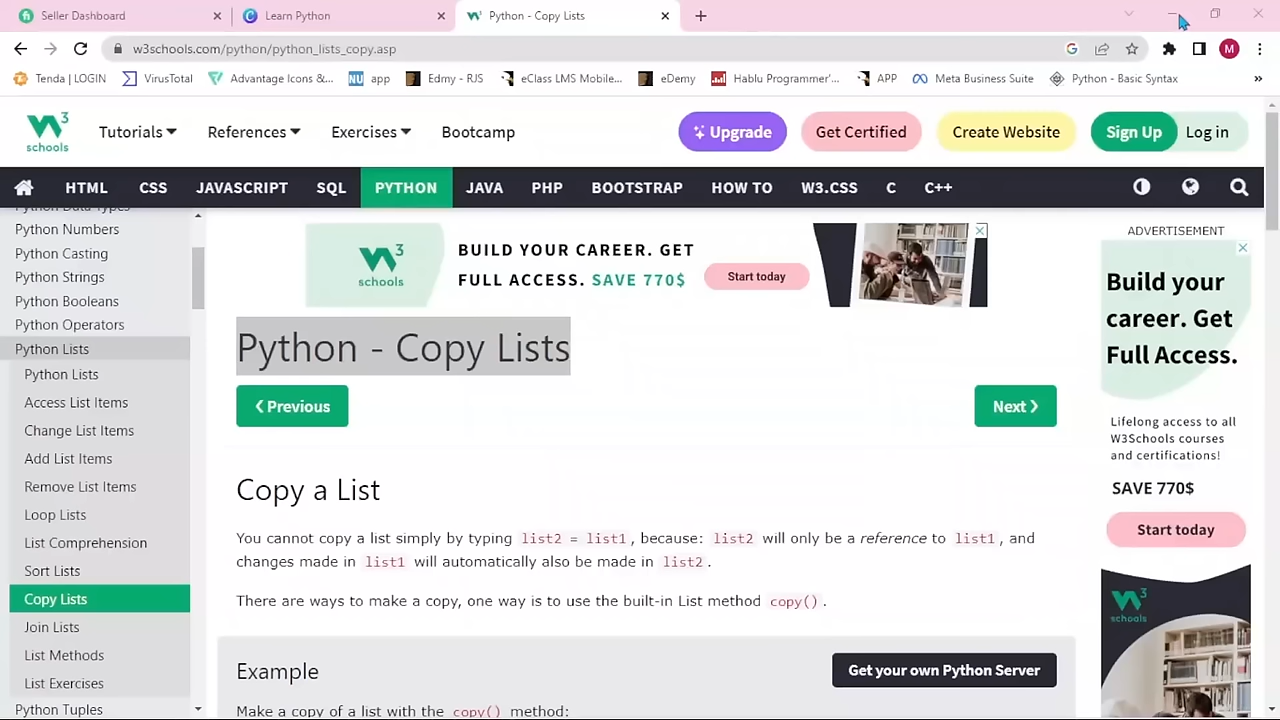 Seller Dashboard
Learn Python
Python - Copy Lists
w3schools.com/python/python_lists_copy.asp
M
Tenda | LOGIN
VirusTotal
Advantage Icons &...
NU app
Edmy - RJS
eClass LMS Mobile...
eDemy
Hablu Programmer'...
APP
Meta Business Suite
Python - Basic Syntax
»
3
schools
Tutorials
References
Exercises
Bootcamp
Upgrade
Get Certified
Create Website
Sign Up
Log in
HTML
CSS
JAVASCRIPT
SQL
PYTHON
JAVA
PHP
BOOTSTRAP
HOW TO
W3.CSS
C
C++
Python Data Types
Python Numbers
Python Casting
Python Strings
Python Booleans
Python Operators
Python Lists
Python Lists
Access List Items
Change List Items
Add List Items
Remove List Items
Loop Lists
List Comprehension
Sort Lists
Copy Lists
Join Lists
List Methods
List Exercises
Python Tuples
3
schools
BUILD YOUR CAREER. GET
FULL ACCESS. SAVE 770$
Start today
Python - Copy Lists
❮ Previous
Next ❯
Copy a List
You cannot copy a list simply by typing list2 = list1, because: list2 will only be a reference to list1, and
changes made in list1 will automatically also be made in list2.
There are ways to make a copy, one way is to use the built-in List method copy().
Example
Get your own Python Server
Make a copy of a list with the copy() method:
ADVERTISEMENT
Build your
career. Get
Full Access.
Lifelong access to all
W3Schools courses
and certifications!
SAVE 770$
Start today
3
schools